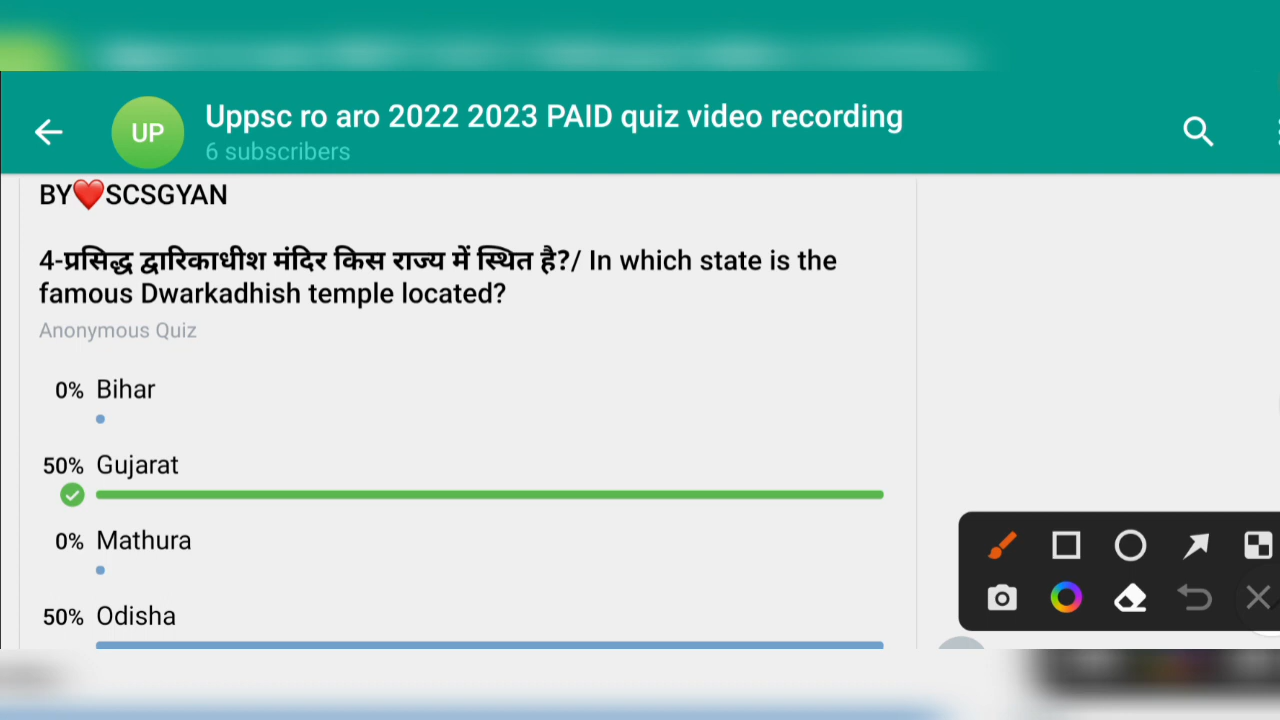 UP
Uppsc ro aro 2022 2023 PAID quiz video recording
6 subscribers
BY❤️SCSGYAN
4-प्रसिद्ध द्वारिकाधीश मंदिर किस राज्य में स्थित है?/ In which state is the
famous Dwarkadhish temple located?
Anonymous Quiz
0% Bihar
50% Gujarat
0% Mathura
50% Odisha